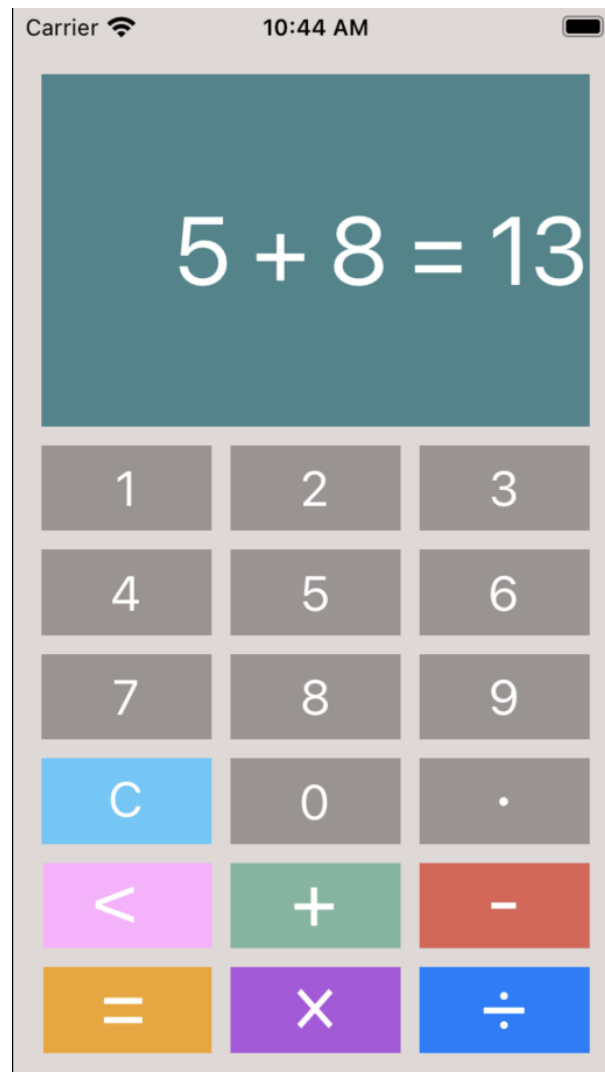 Carrier 10:44 AM
5 + 8 = 13
1 2 3
4 5 6
7 8 9
C 0 .
< + -
= × ÷